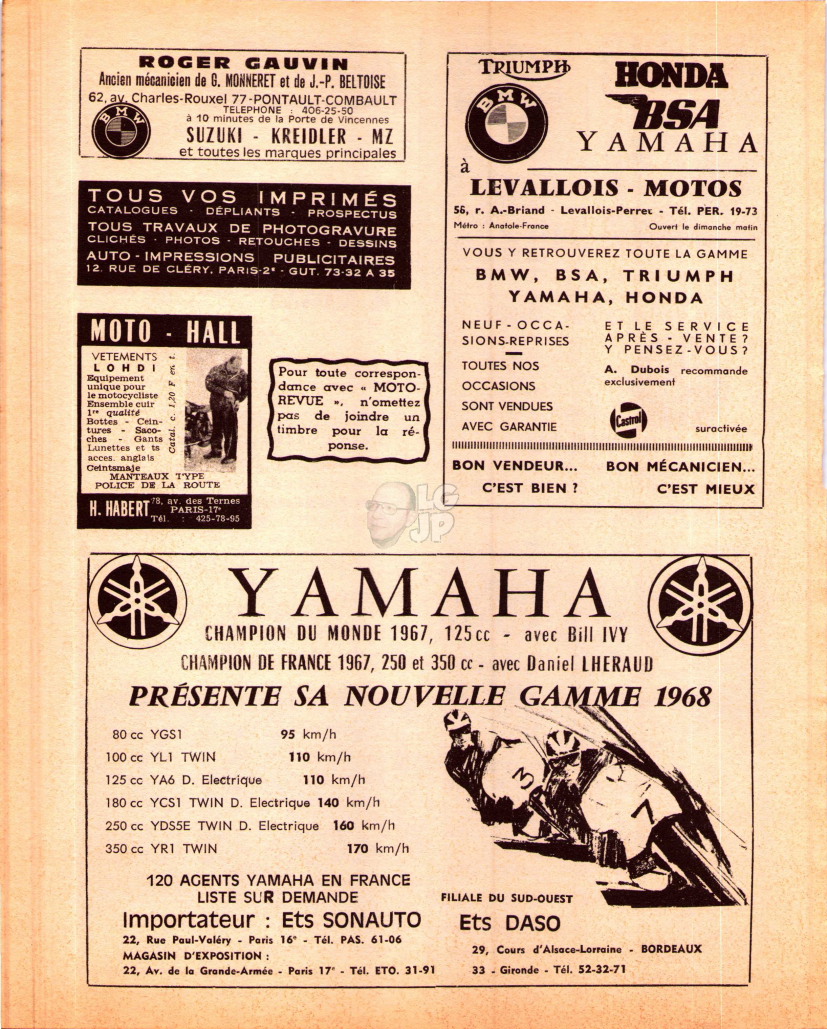 ROGER GAUVIN
Ancien mécanicien de G. MONNERET et de J.-P. BELTOISE
62, av. Charles-Rouxel 77-PONTAULT-COMBAULT
TELEPHONE : 406-25-50
à 10 minutes de la Porte de Vincennes
BMW
SUZUKI - KREIDLER - MZ
et toutes les marques principales
TOUS VOS IMPRIMÉS
CATALOGUES - DÉPLIANTS - PROSPECTUS
TOUS TRAVAUX DE PHOTOGRAVURE
CLICHÉS - PHOTOS - RETOUCHES - DESSINS
AUTO-IMPRESSIONS PUBLICITAIRES
12, RUE DE CLÉRY, PARIS-2e - GUT. 73-32 A 35
MOTO - HALL
VETEMENTS
LOHDI
Equipement
unique pour
le motocycliste
Ensemble cuir
1re qualité
Bottes - Cein-
tures - Saco-
ches - Gants
Lunettes et ts
acces. anglais
Ceintsmaje
Catal. c. 1,20 F en t.
MANTEAUX TYPE
POLICE DE LA ROUTE
H. HABERT
78, av. des Ternes
PARIS-17e
Tél. : 425-78-95
Pour toute correspon-
dance avec « MOTO-
REVUE », n'omettez
pas de joindre un
timbre pour la ré-
ponse.
TRIUMPH
HONDA
BMW
BSA
YAMAHA
à
LEVALLOIS - MOTOS
56, r. A.-Briand - Levallois-Perret - Tél. PER. 19-73
Métro : Anatole-France Ouvert le dimanche matin
VOUS Y RETROUVEREZ TOUTE LA GAMME
BMW, BSA, TRIUMPH
YAMAHA, HONDA
NEUF-OCCA-
SIONS-REPRISES
TOUTES NOS
OCCASIONS
SONT VENDUES
AVEC GARANTIE
ET LE SERVICE
APRÈS - VENTE?
Y PENSEZ-VOUS?
A. Dubois recommande
exclusivement
Castrol
suractivée
BON VENDEUR...
C'EST BIEN ?
BON MÉCANICIEN...
C'EST MIEUX
LG
JP
YAMAHA
CHAMPION DU MONDE 1967, 125 cc - avec Bill IVY
CHAMPION DE FRANCE 1967, 250 et 350 cc - avec Daniel LHERAUD
PRÉSENTE SA NOUVELLE GAMME 1968
80 cc YGS1 95 km/h
100 cc YL1 TWIN 110 km/h
125 cc YA6 D. Electrique 110 km/h
180 cc YCS1 TWIN D. Electrique 140 km/h
250 cc YDS5E TWIN D. Electrique 160 km/h
350 cc YR1 TWIN 170 km/h
3
7
120 AGENTS YAMAHA EN FRANCE
LISTE SUR DEMANDE
Importateur : Ets SONAUTO
22, Rue Paul-Valéry - Paris 16e - Tél. PAS. 61-06
MAGASIN D'EXPOSITION :
22, Av. de la Grande-Armée - Paris 17e - Tél. ETO. 31-91
FILIALE DU SUD-OUEST
Ets DASO
29, Cours d'Alsace-Lorraine - BORDEAUX
33 - Gironde - Tél. 52-32-71